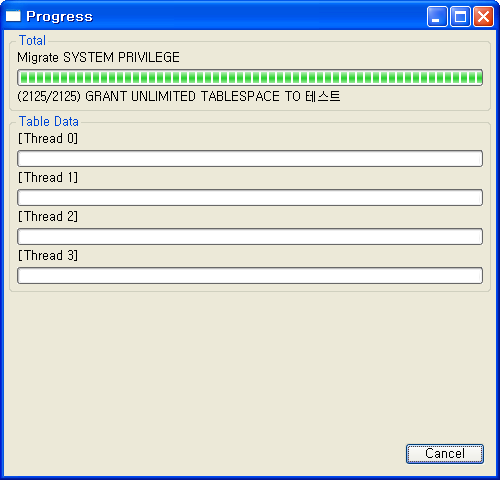 Progress
Total
Migrate SYSTEM PRIVILEGE
(2125/2125) GRANT UNLIMITED TABLESPACE TO 테스트
Table Data
[Thread 0]
[Thread 1]
[Thread 2]
[Thread 3]
Cancel